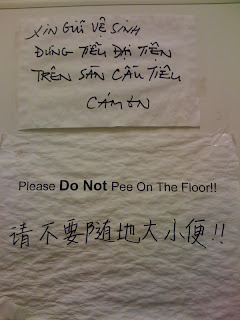 XIN GIỮ VỆ SINH
ĐỪNG TIỂU ĐẠI TIỆN
TRÊN SÀN CẦU TIÊU
CÁM ƠN
Please Do Not Pee On The Floor!!
请不要随地大小便!!